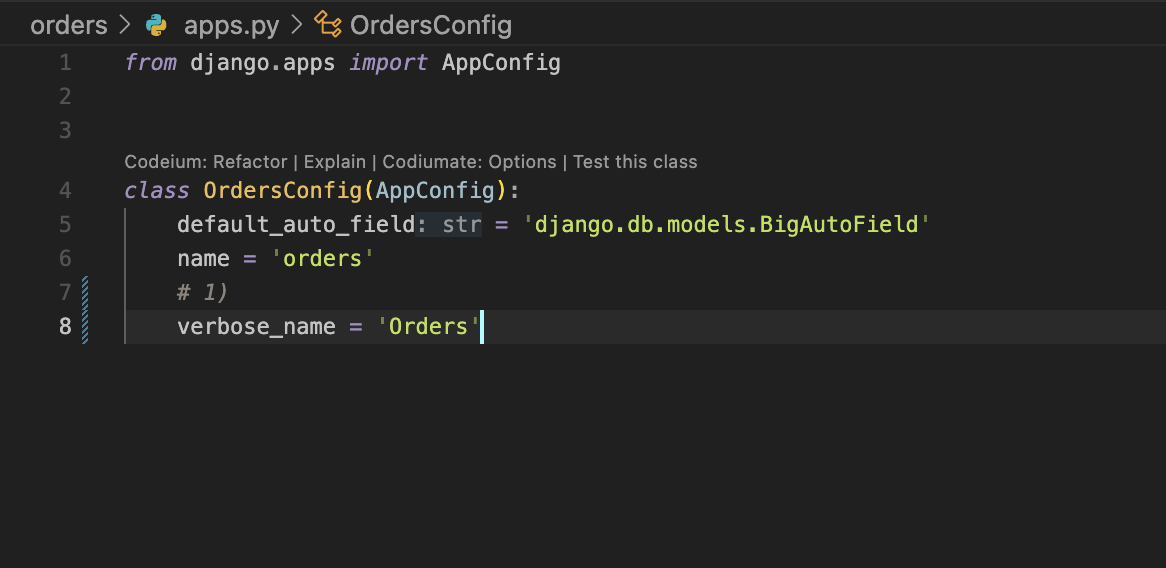 orders > apps.py > OrdersConfig
1 from django.apps import AppConfig
2
3
Codeium: Refactor | Explain | Codiumate: Options | Test this class
4 class OrdersConfig(AppConfig):
5     default_auto_field: str = 'django.db.models.BigAutoField'
6     name = 'orders'
7     # 1)
8     verbose_name = 'Orders'